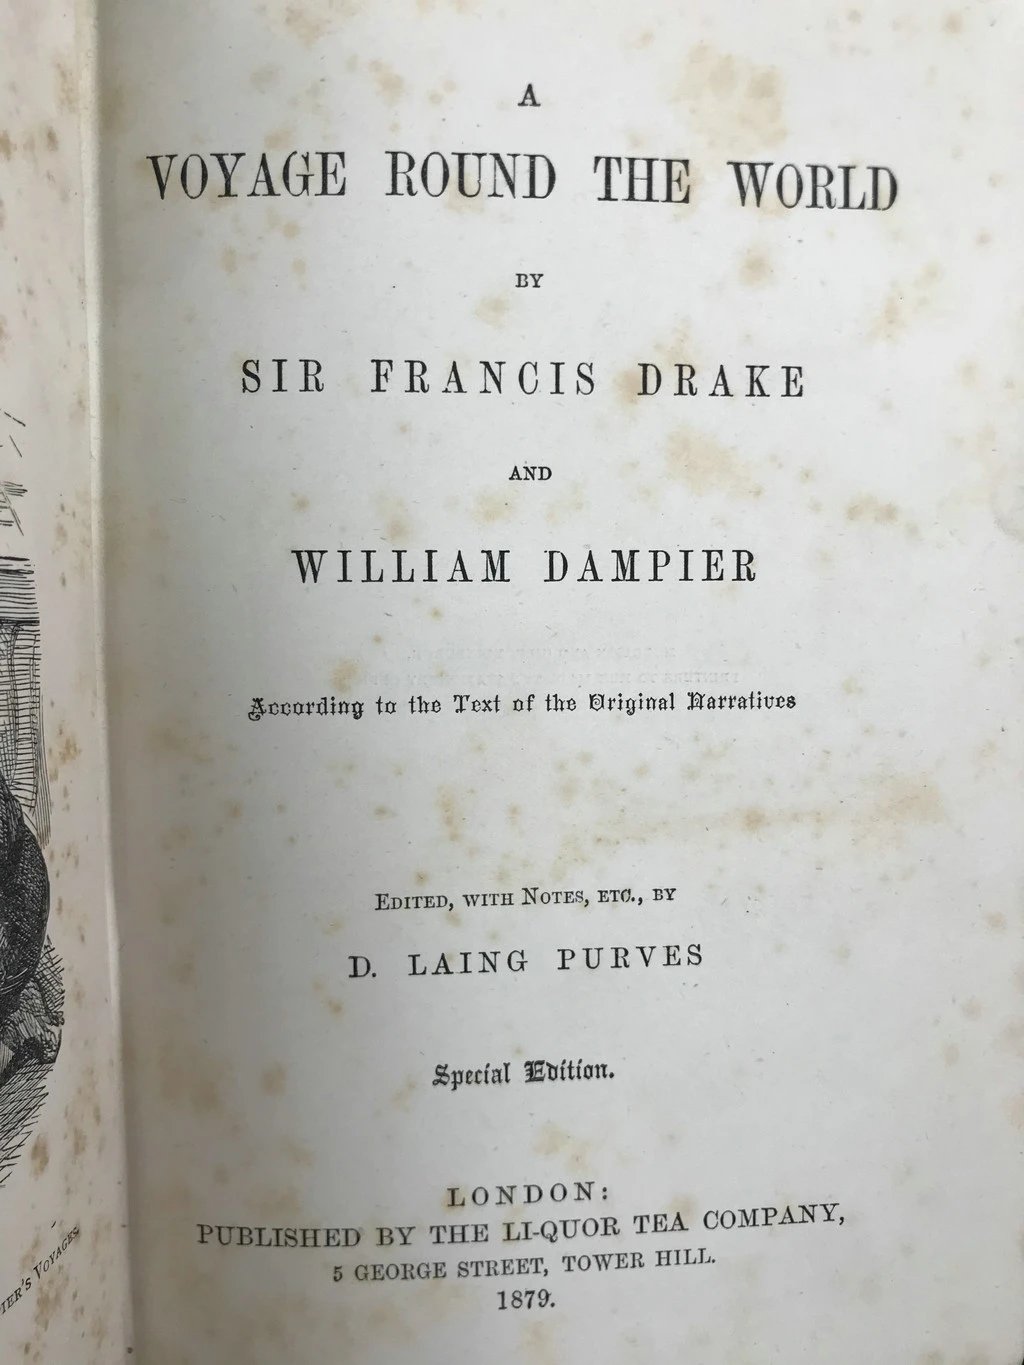 A
VOYAGE ROUND THE WORLD
BY
SIR FRANCIS DRAKE
AND
WILLIAM DAMPIER
According to the Text of the Original Narratives
EDITED, WITH NOTES, ETC., BY
D. LAING PURVES
Special Edition.
LONDON:
PUBLISHED BY THE LI-QUOR TEA COMPANY,
5 GEORGE STREET, TOWER HILL.
1879.
IER'S VOYAGES